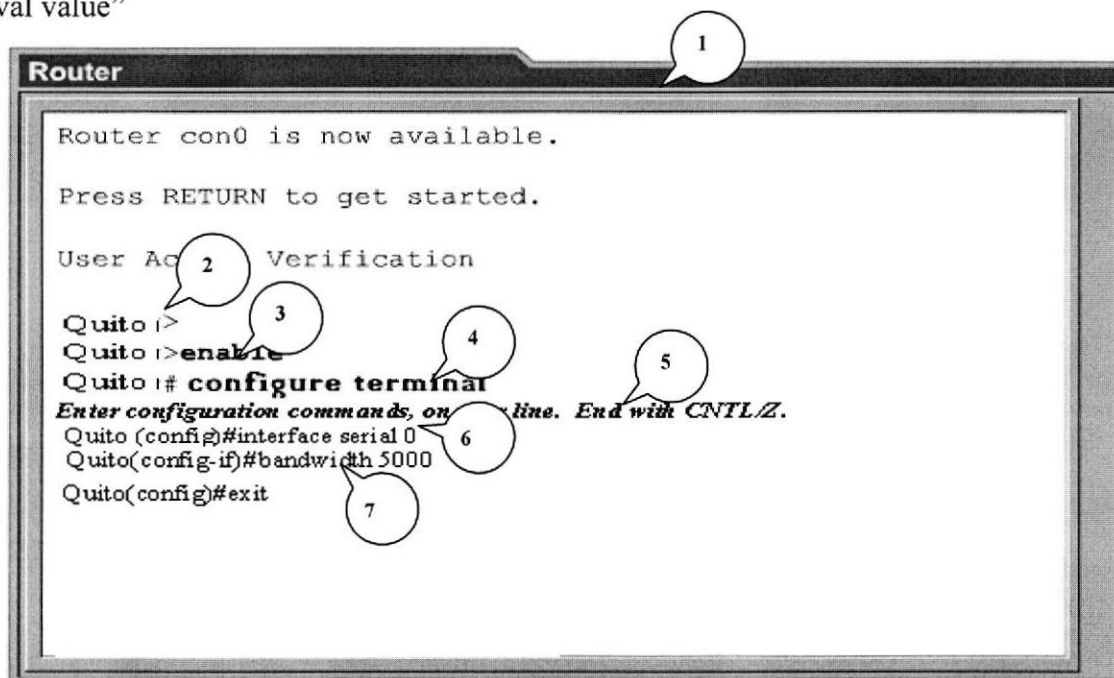 val value”
1
Router
Router con0 is now available.
Press RETURN to get started.
User Ac 2 Verification
Quito >
3
Quito >enable
4
Quito # configure terminal
5
Enter configuration commands, on line. End with CNTL/Z.
Quito (config)#interface serial 0
6
Quito(config-if)#bandwidth 5000
Quito(config)#exit
7